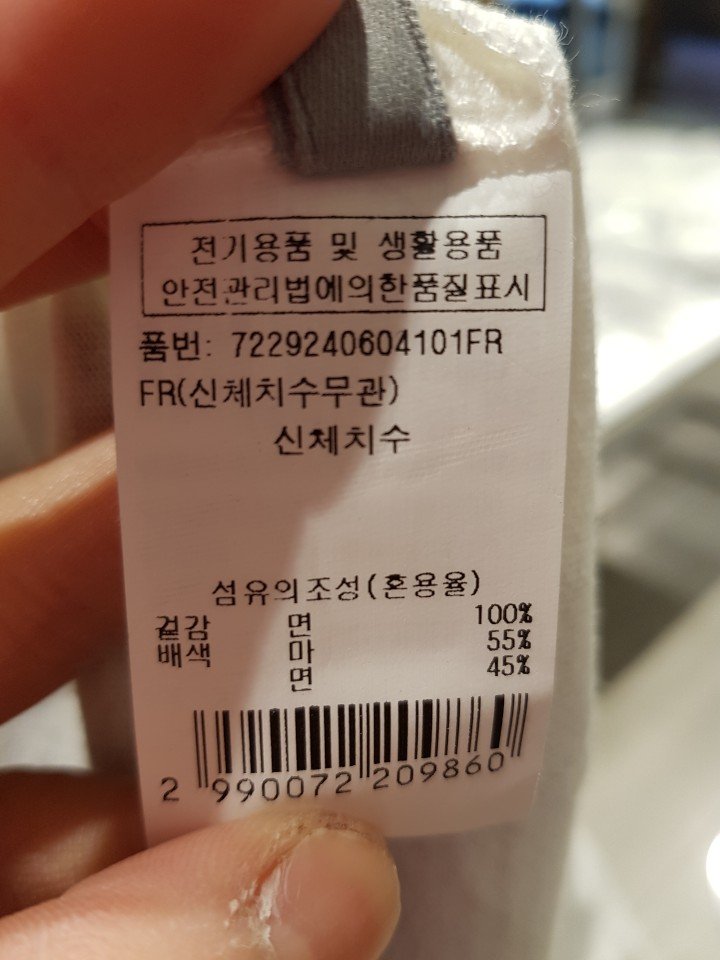 전기용품 및 생활용품
안전관리법에의한품질표시
품번: 7229240604101FR
FR(신체치수무관)
신체치수
섬유의조성(혼용율)
겉감 면 100%
배색 마 55%
면 45%
2 990072 209860